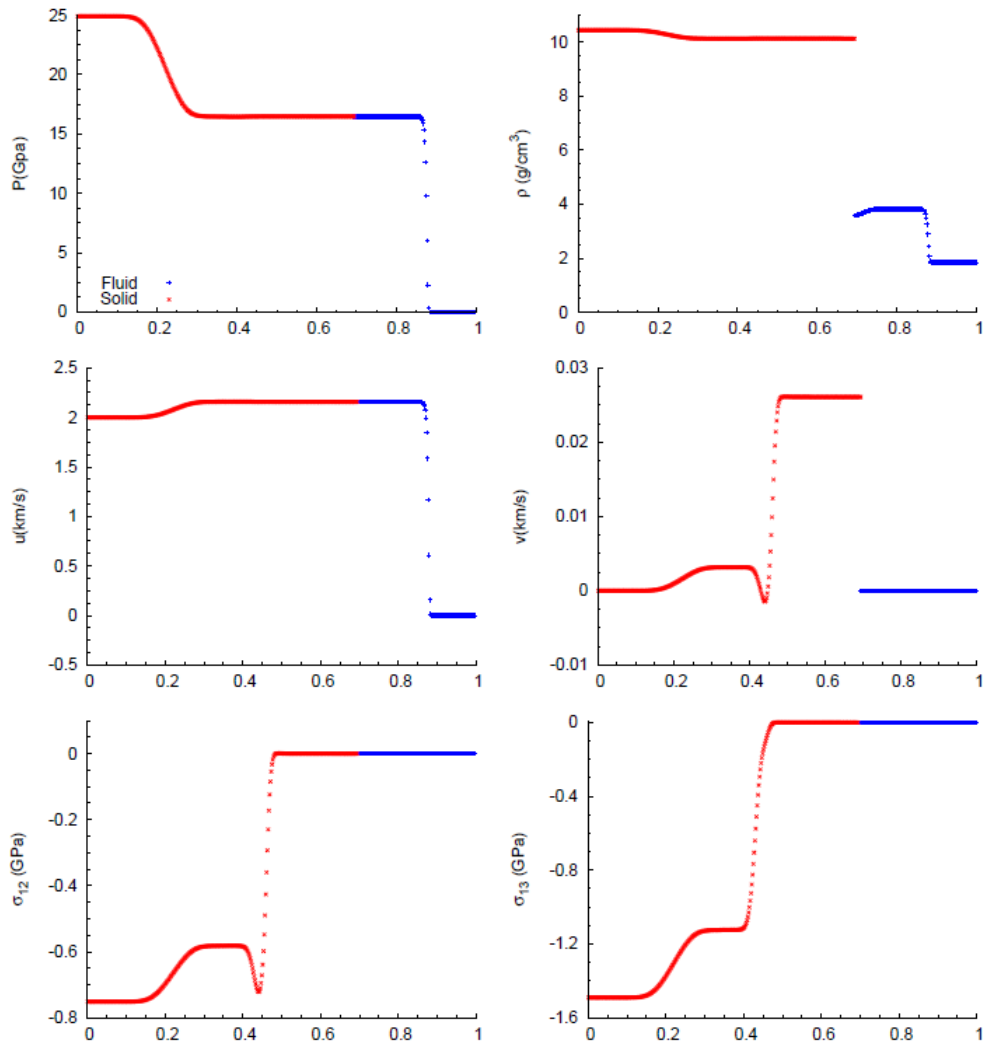 25
20
15
10
5
0
P(Gpa)
Fluid
Solid
0 0.2 0.4 0.6 0.8 1
10
8
6
4
2
0
ρ (g/cm³)
0 0.2 0.4 0.6 0.8 1
2.5
2
1.5
1
0.5
0
-0.5
u(km/s)
0 0.2 0.4 0.6 0.8 1
0.03
0.02
0.01
0
-0.01
v(km/s)
0 0.2 0.4 0.6 0.8 1
0
-0.2
-0.4
-0.6
-0.8
σ₁₂ (GPa)
0 0.2 0.4 0.6 0.8 1
0
-0.4
-0.8
-1.2
-1.6
σ₁₃ (GPa)
0 0.2 0.4 0.6 0.8 1